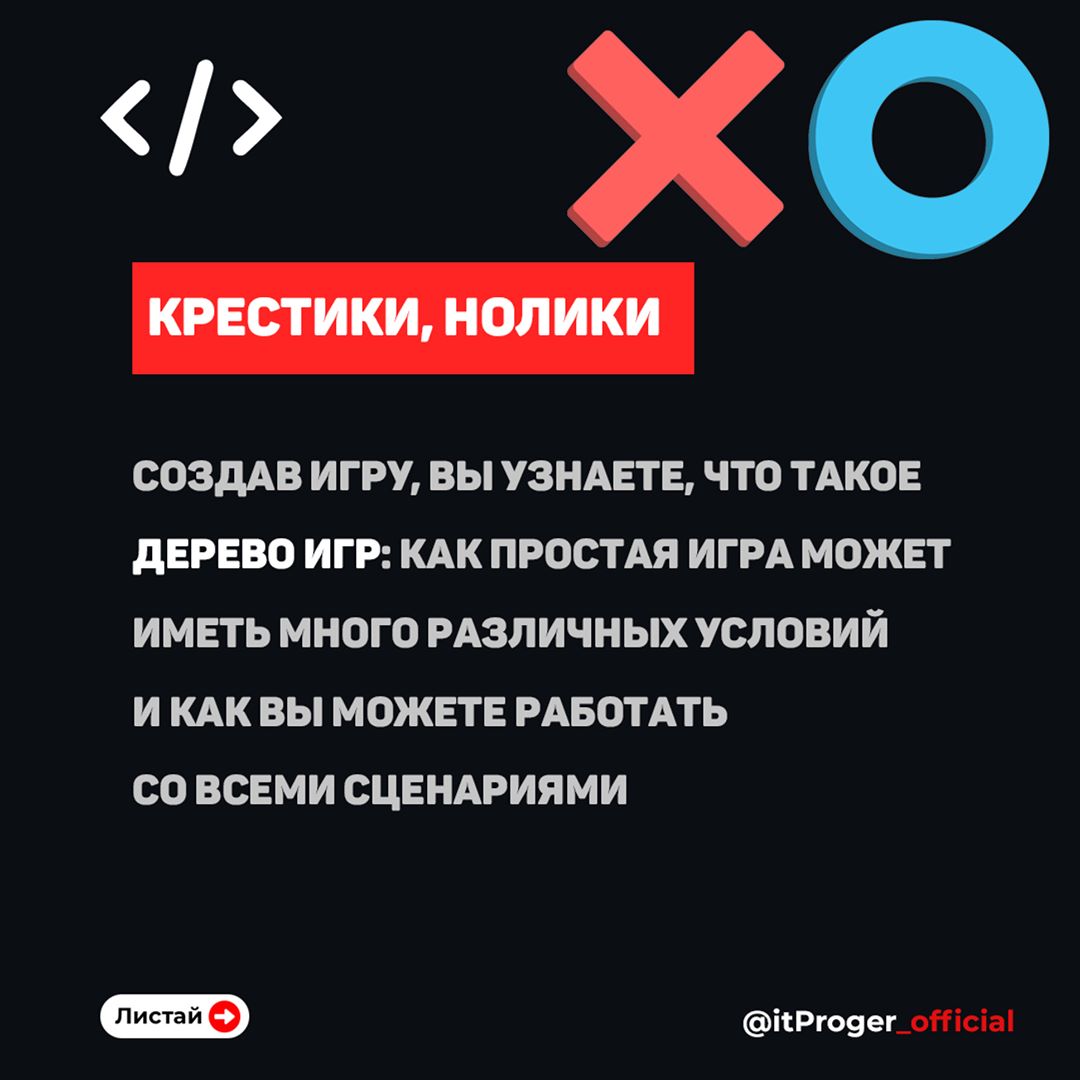 </>
XO
КРЕСТИКИ, НОЛИКИ
СОЗДАВ ИГРУ, ВЫ УЗНАЕТЕ, ЧТО ТАКОЕ
ДЕРЕВО ИГР: КАК ПРОСТАЯ ИГРА МОЖЕТ
ИМЕТЬ МНОГО РАЗЛИЧНЫХ УСЛОВИЙ
И КАК ВЫ МОЖЕТЕ РАБОТАТЬ
СО ВСЕМИ СЦЕНАРИЯМИ
Листай
@itProger_official